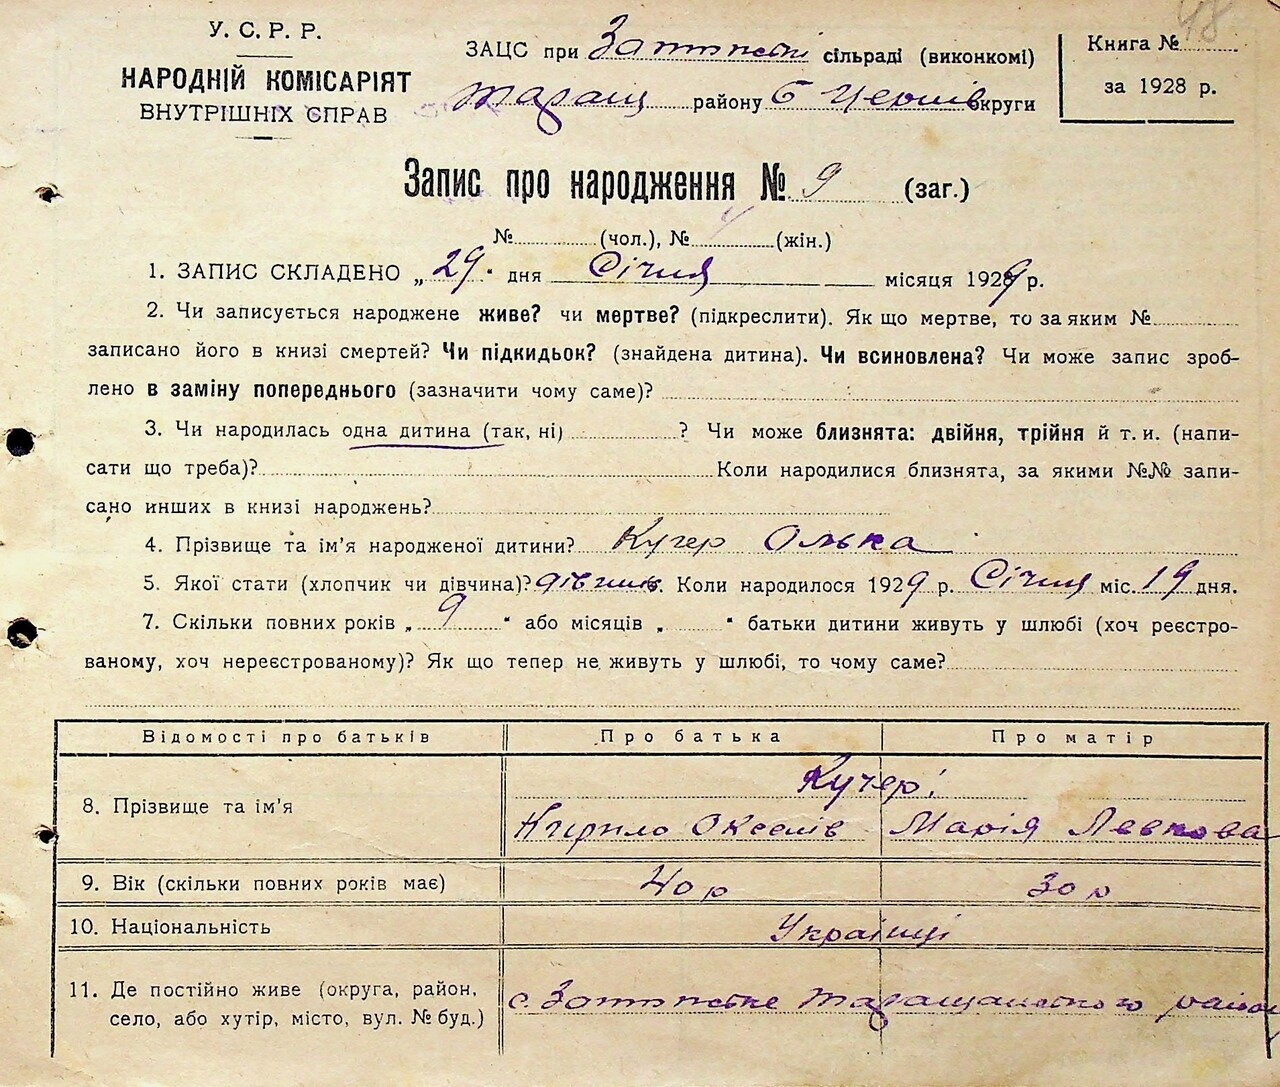 48
У. С. Р. Р.
НАРОДНІЙ КОМІСАРІЯТ
ВНУТРІШНІХ СПРАВ
ЗАЦС при сільраді (виконкомі)
Таращ району Б Церків округи
Книга №
за 1928 р.
Запис про народження № 9 (заг.)
№ (чол.), № (жін.)
1. ЗАПИС СКЛАДЕНО „ 29 " дня Січня місяця 1929 р.
2. Чи записується народжене живе? чи мертве? (підкреслити). Як що мертве, то за яким №
записано його в книзі смертей? Чи підкидьок? (знайдена дитина). Чи всиновлена? Чи може запис зроб-
лено в заміну попереднього (зазначити чому саме)?
3. Чи народилась одна дитина (так, ні) ? Чи може близнята: двійня, трійня й т. и. (напи-
сати що треба)? Коли народилися близнята, за якими №№ запи-
сано инших в книзі народжень?
4. Прізвище та ім'я народженої дитини? Кучер Олька
5. Якої стати (хлопчик чи дівчина)? Коли народилося 1929 р. Січня міс. 19 дня.
7. Скільки повних років „ 9 " або місяців „ " батьки дитини живуть у шлюбі (хоч реєстро-
ваному, хоч нереєстрованому)? Як що тепер не живуть у шлюбі, то чому саме?
Відомості про батьків Про батька Про матір
8. Прізвище та ім'я Кучер:
Кирило Марія Левкова
9. Вік (скільки повних років має) 40 р 30 р
10. Національність Українці
11. Де постійно живе (округа, район,
село, або хутір, місто, вул. № буд.) с. Таращанського район